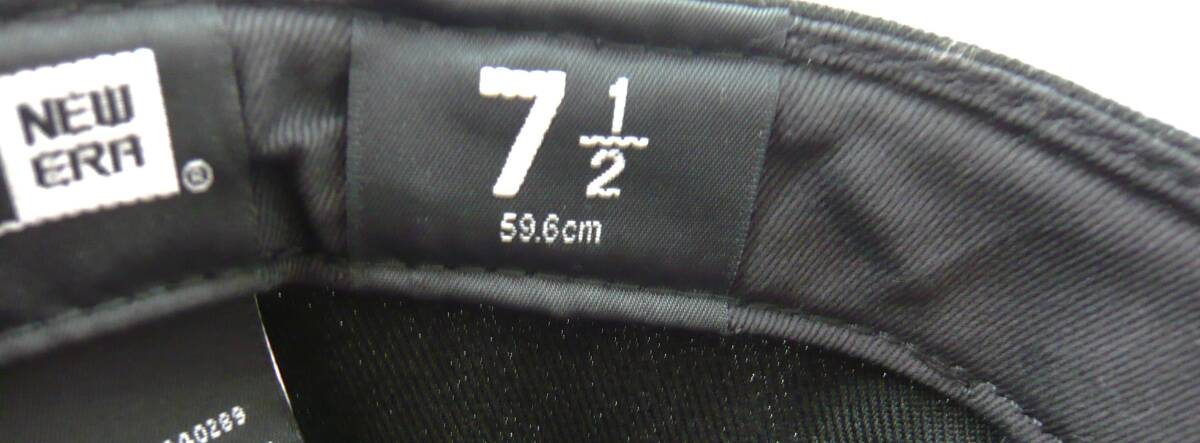 NEW
ERA
®
7 1/2
59.6cm